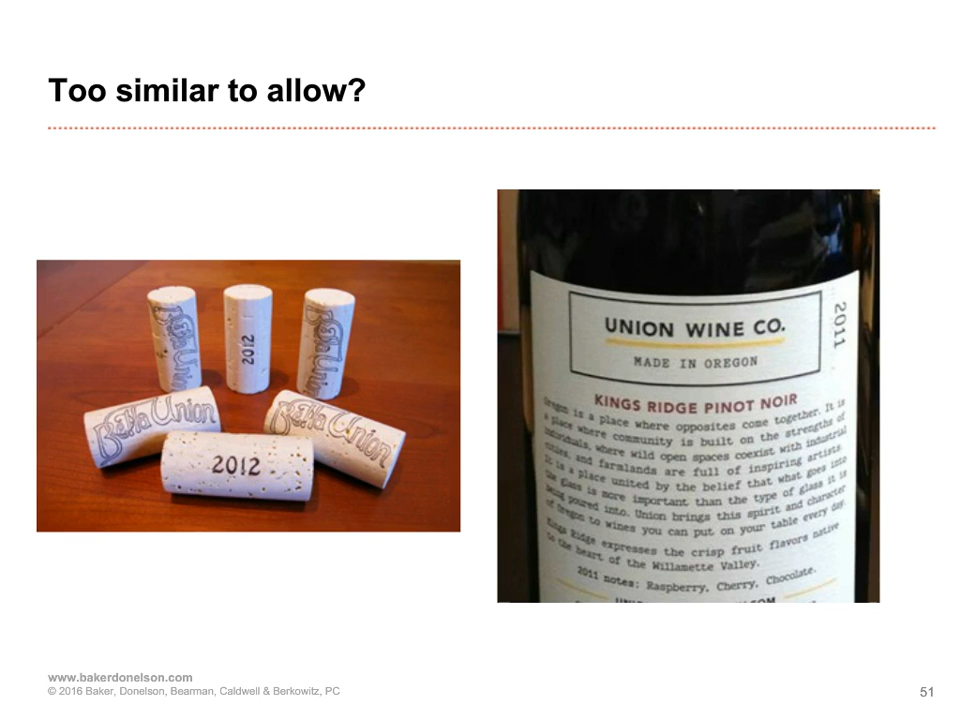 Too similar to allow?
Bella Union
2012
Bella Union
Bella Union
2012
Bella Union
UNION WINE CO.
MADE IN OREGON
2011
KINGS RIDGE PINOT NOIR
Oregon is a place where opposites come together. It is
a place where community is built on the strengths of
individuals, where wild open spaces coexist with industrial
cities, and farmlands are full of inspiring artists.
It is a place united by the belief that what goes into
the glass is more important than the type of glass it is
being poured into. Union brings this spirit and character
of Oregon to wines you can put on your table every day.
Kings Ridge expresses the crisp fruit flavors native
to the heart of the Willamette Valley.
2011 notes: Raspberry, Cherry, Chocolate.
www.bakerdonelson.com
© 2016 Baker, Donelson, Bearman, Caldwell & Berkowitz, PC
51